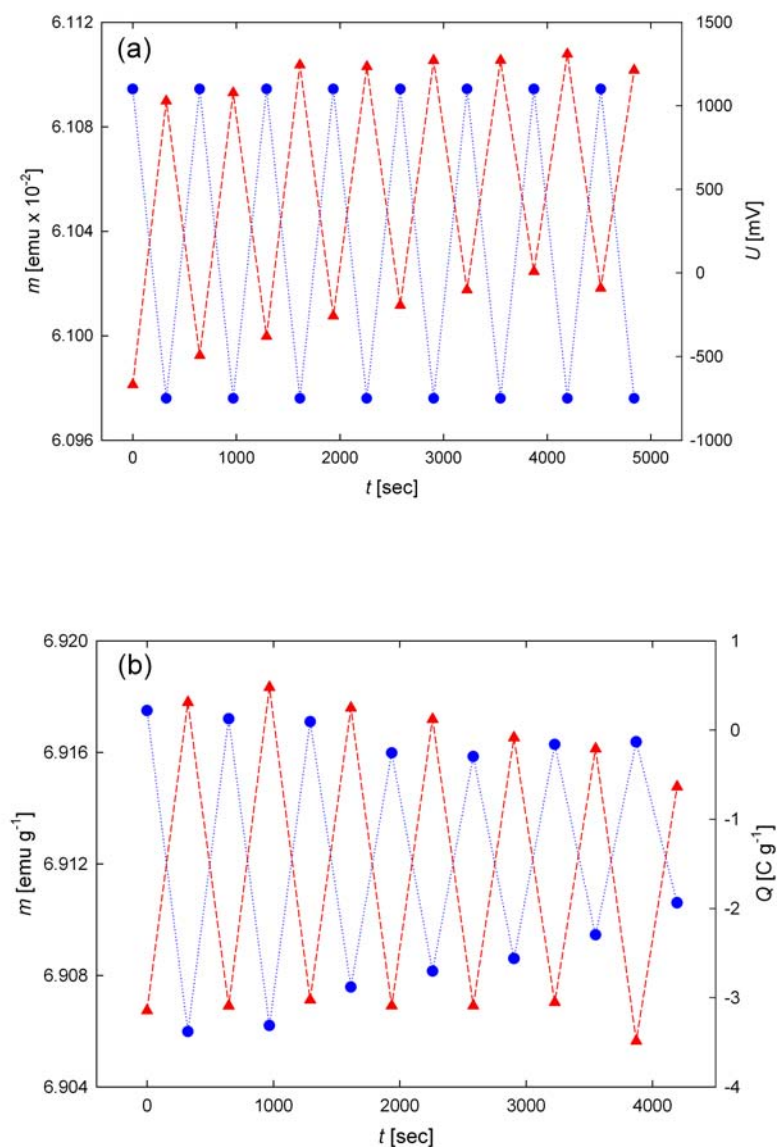 (a)
6.112
6.108
6.104
6.100
6.096
m [emu x 10⁻²]
1500
1000
500
0
-500
-1000
U [mV]
0 1000 2000 3000 4000 5000
t [sec]
(b)
6.920
6.916
6.912
6.908
6.904
m [emu g⁻¹]
1
0
-1
-2
-3
-4
Q [C g⁻¹]
0 1000 2000 3000 4000
t [sec]